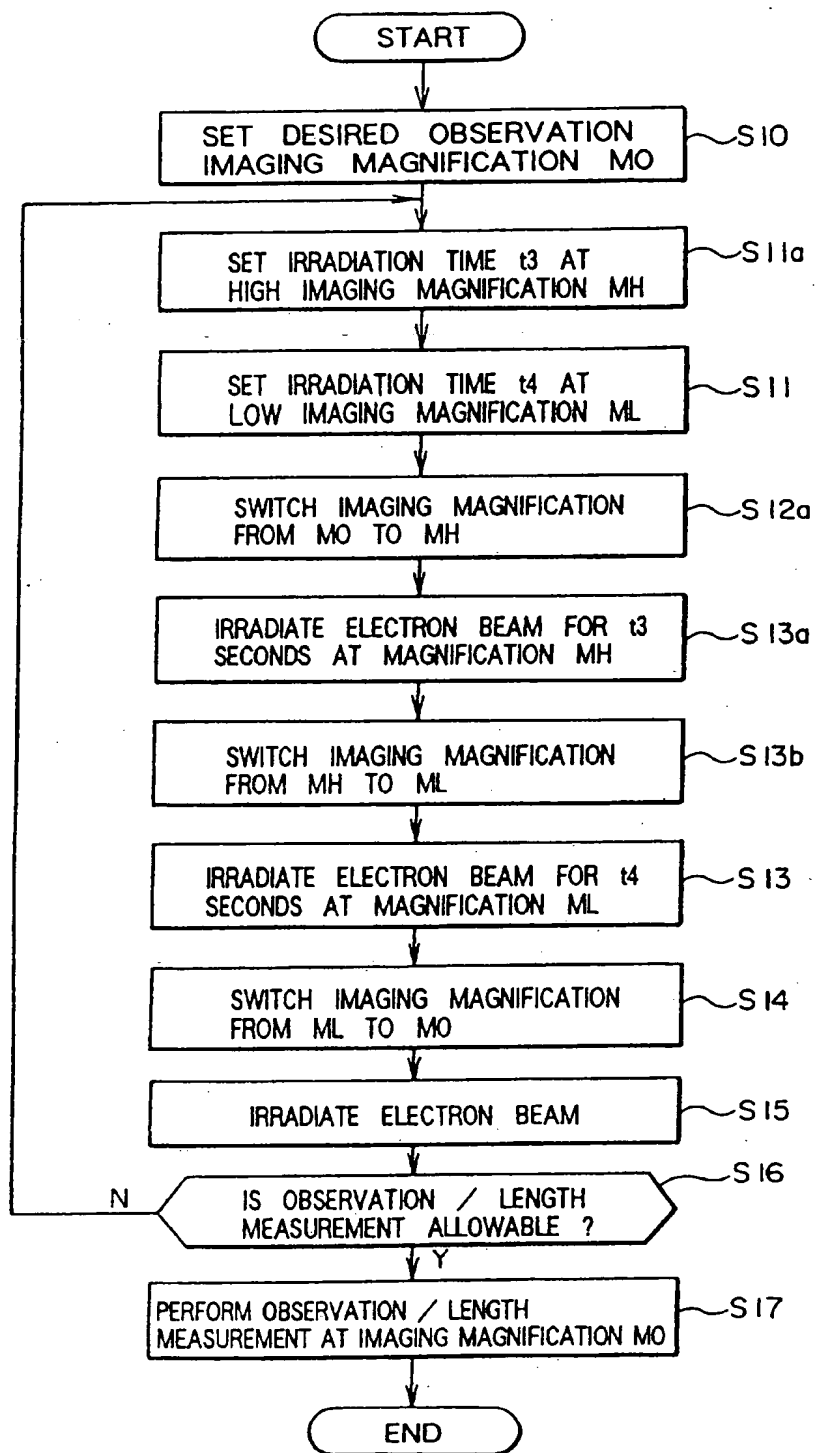 START
SET DESIRED OBSERVATION
IMAGING MAGNIFICATION MO
S10
SET IRRADIATION TIME t3 AT
HIGH IMAGING MAGNIFICATION MH
S11a
SET IRRADIATION TIME t4 AT
LOW IMAGING MAGNIFICATION ML
S11
SWITCH IMAGING MAGNIFICATION
FROM MO TO MH
S12a
IRRADIATE ELECTRON BEAM FOR t3
SECONDS AT MAGNIFICATION MH
S13a
SWITCH IMAGING MAGNIFICATION
FROM MH TO ML
S13b
IRRADIATE ELECTRON BEAM FOR t4
SECONDS AT MAGNIFICATION ML
S13
SWITCH IMAGING MAGNIFICATION
FROM ML TO MO
S14
IRRADIATE ELECTRON BEAM
S15
N
IS OBSERVATION / LENGTH
MEASUREMENT ALLOWABLE ?
S16
Y
PERFORM OBSERVATION / LENGTH
MEASUREMENT AT IMAGING MAGNIFICATION MO
S17
END